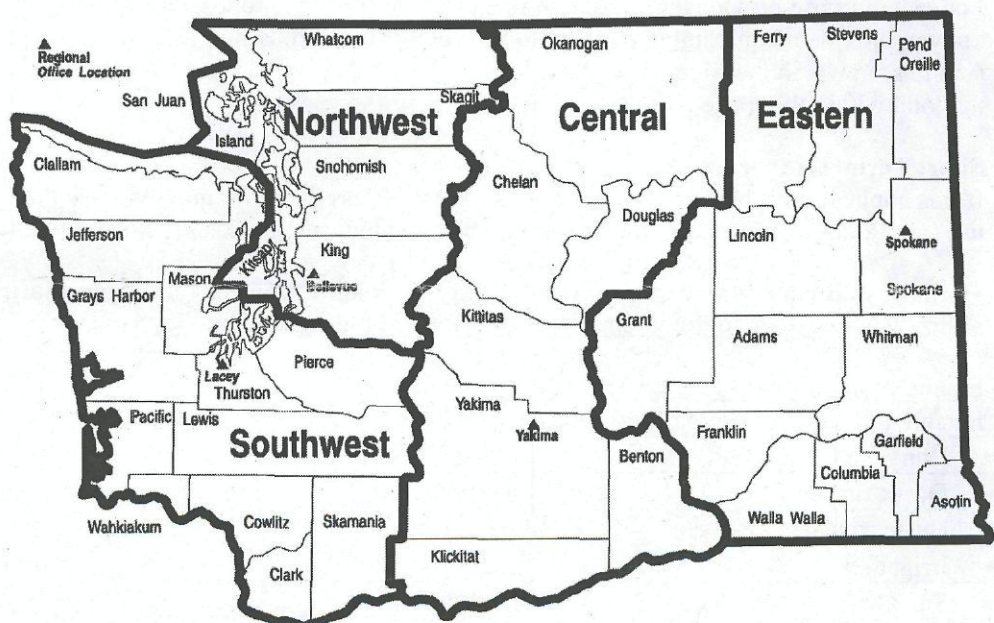 Regional
Office Location
San Juan
Whatcom
Skagit
Island
Northwest
Snohomish
King
Kitsap
Bellevue
Clallam
Jefferson
Grays Harbor
Mason
Lacey
Thurston
Pierce
Pacific
Lewis
Southwest
Wahkiakum
Cowlitz
Skamania
Clark
Okanogan
Central
Chelan
Douglas
Kittitas
Yakima
Yakima
Benton
Klickitat
Ferry
Stevens
Pend
Oreille
Eastern
Lincoln
Spokane
Spokane
Grant
Adams
Whitman
Franklin
Garfield
Columbia
Asotin
Walla Walla